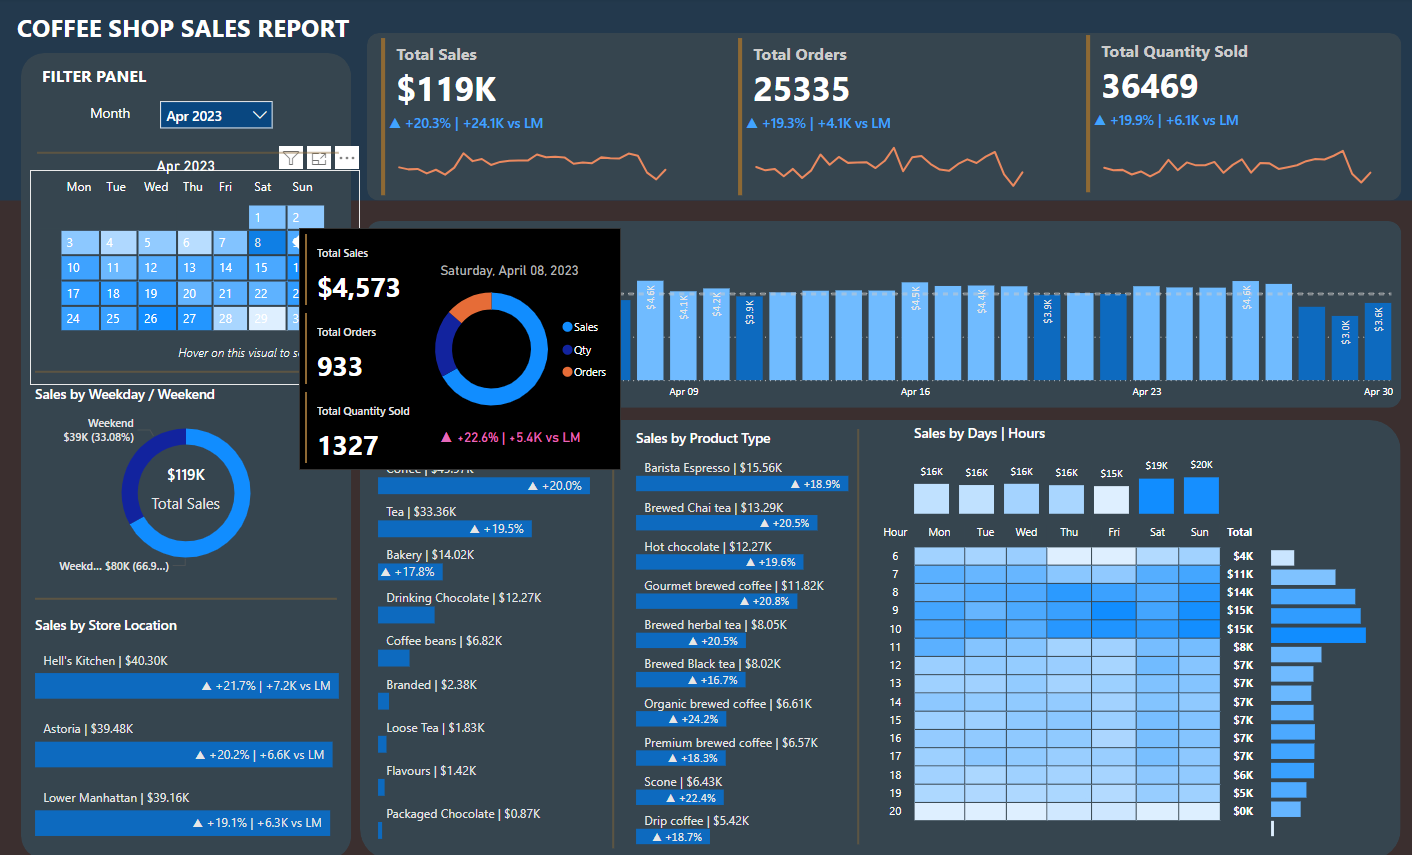 COFFEE SHOP SALES REPORT
FILTER PANEL
Month
Apr 2023
Apr 2023
Mon Tue Wed Thu Fri Sat Sun
1 2
3 4 5 6 7 8
10 11 12 13 14 15
17 18 19 20 21 22
24 25 26 27 28 29
Hover on this visual to
Sales by Weekday / Weekend
Weekend
$39K (33.08%)
$119K
Total Sales
Weekd... $80K (66.9...)
Sales by Store Location
Hell's Kitchen | $40.30K
▲ +21.7% | +7.2K vs LM
Astoria | $39.48K
▲ +20.2% | +6.6K vs LM
Lower Manhattan | $39.16K
▲ +19.1% | +6.3K vs LM
Total Sales
$119K
▲ +20.3% | +24.1K vs LM
Total Orders
25335
▲ +19.3% | +4.1K vs LM
Total Quantity Sold
36469
▲ +19.9% | +6.1K vs LM
Total Sales
$4,573
Total Orders
933
Total Quantity Sold
1327
Saturday, April 08, 2023
Sales
Qty
Orders
▲ +22.6% | +5.4K vs LM
$4.6K
$4.1K
$4.2K
$3.9K
$4.5K
$4.4K
$3.9K
$4.6K
$3.0K
$3.6K
Apr 09 Apr 16 Apr 23 Apr 30
▲ +20.0%
Tea | $33.36K
▲ +19.5%
Bakery | $14.02K
▲ +17.8%
Drinking Chocolate | $12.27K
Coffee beans | $6.82K
Branded | $2.38K
Loose Tea | $1.83K
Flavours | $1.42K
Packaged Chocolate | $0.87K
Sales by Product Type
Barista Espresso | $15.56K
▲ +18.9%
Brewed Chai tea | $13.29K
▲ +20.5%
Hot chocolate | $12.27K
▲ +19.6%
Gourmet brewed coffee | $11.82K
▲ +20.8%
Brewed herbal tea | $8.05K
▲ +20.5%
Brewed Black tea | $8.02K
▲ +16.7%
Organic brewed coffee | $6.61K
▲ +24.2%
Premium brewed coffee | $6.57K
▲ +18.3%
Scone | $6.43K
▲ +22.4%
Drip coffee | $5.42K
▲ +18.7%
Sales by Days | Hours
$16K $16K $16K $16K $15K $19K $20K
Hour Mon Tue Wed Thu Fri Sat Sun Total
6 $4K
7 $11K
8 $14K
9 $15K
10 $15K
11 $8K
12 $7K
13 $7K
14 $7K
15 $7K
16 $7K
17 $7K
18 $6K
19 $5K
20 $0K